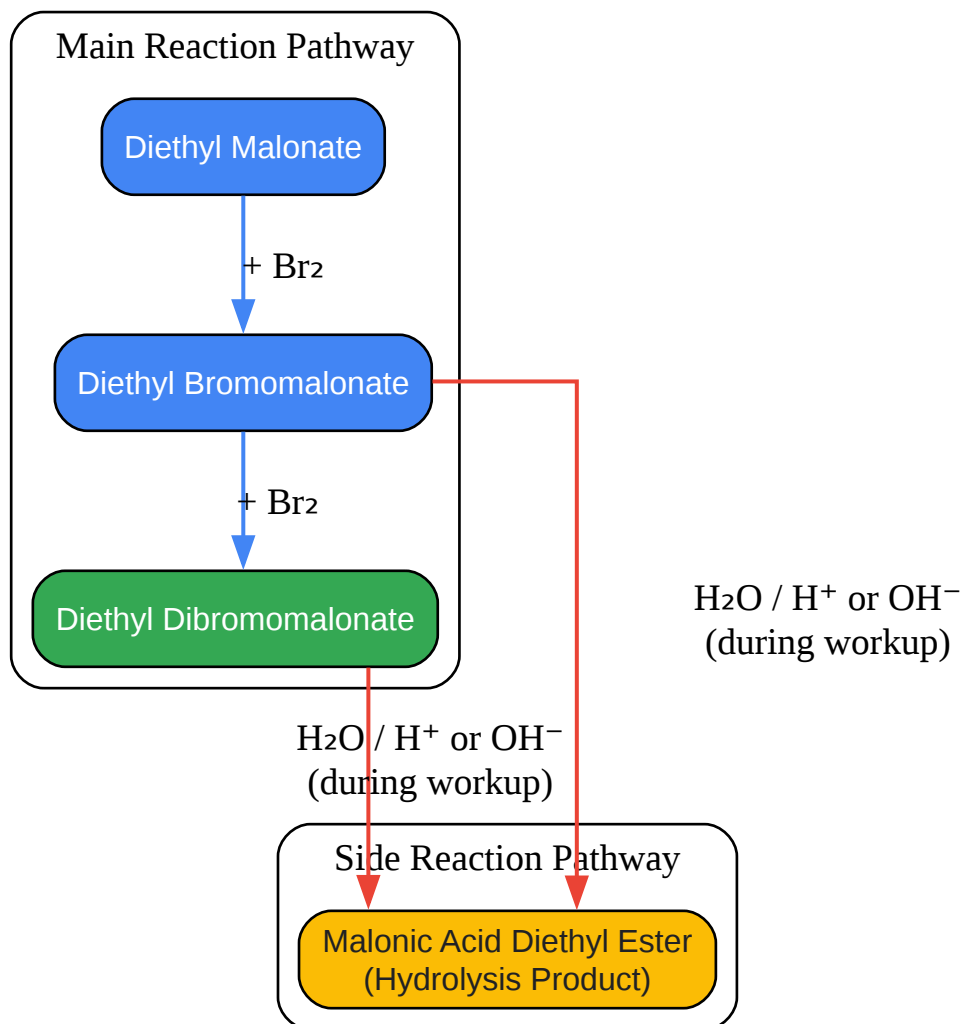 Main Reaction Pathway
Diethyl Malonate
+ Br₂
Diethyl Bromomalonate
+ Br₂
Diethyl Dibromomalonate
H₂O / H⁺ or OH⁻
(during workup)
H₂O / H⁺ or OH⁻
(during workup)
Side Reaction Pathway
Malonic Acid Diethyl Ester
(Hydrolysis Product)